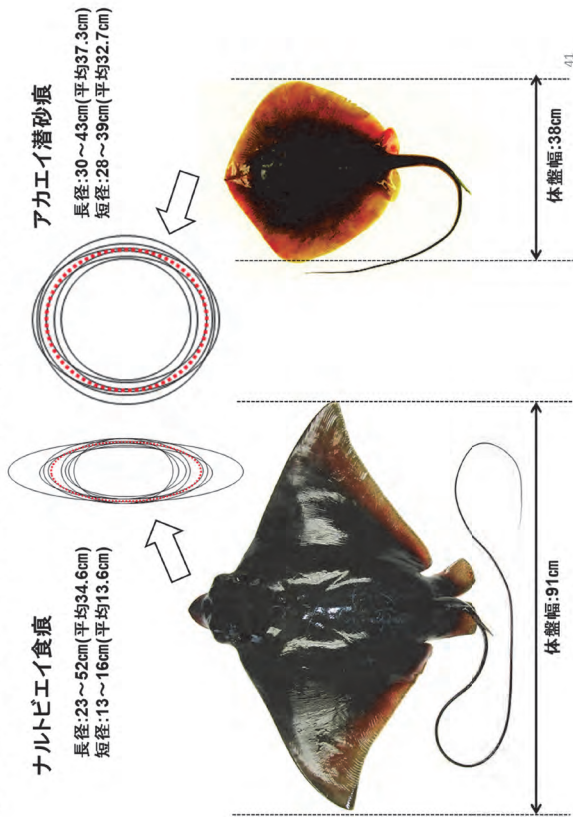 ナルトビエイ食痕
長径:23～52cm(平均34.6cm)
短径:13～16cm(平均13.6cm)
アカエイ潜砂痕
長径:30～43cm(平均37.3cm)
短径:28～39cm(平均32.7cm)
体盤幅:91cm
体盤幅:38cm
41